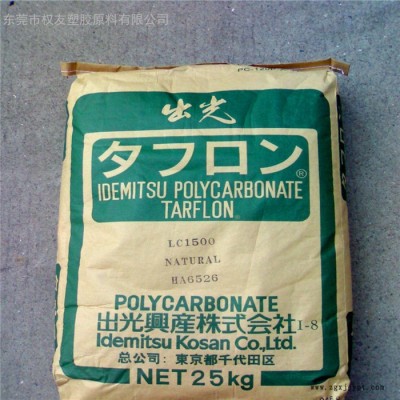 东莞市权友塑胶原料有限公司
出光
タフロン®
IDEMITSU POLYCARBONATE
TARFLON®
LC1500
NATURAL
HA6526
POLYCARBONATE
出光興産株式会社 I-8
Idemitsu Kosan Co.,Ltd.
总公司: 東京都千代田区
NET 25kg